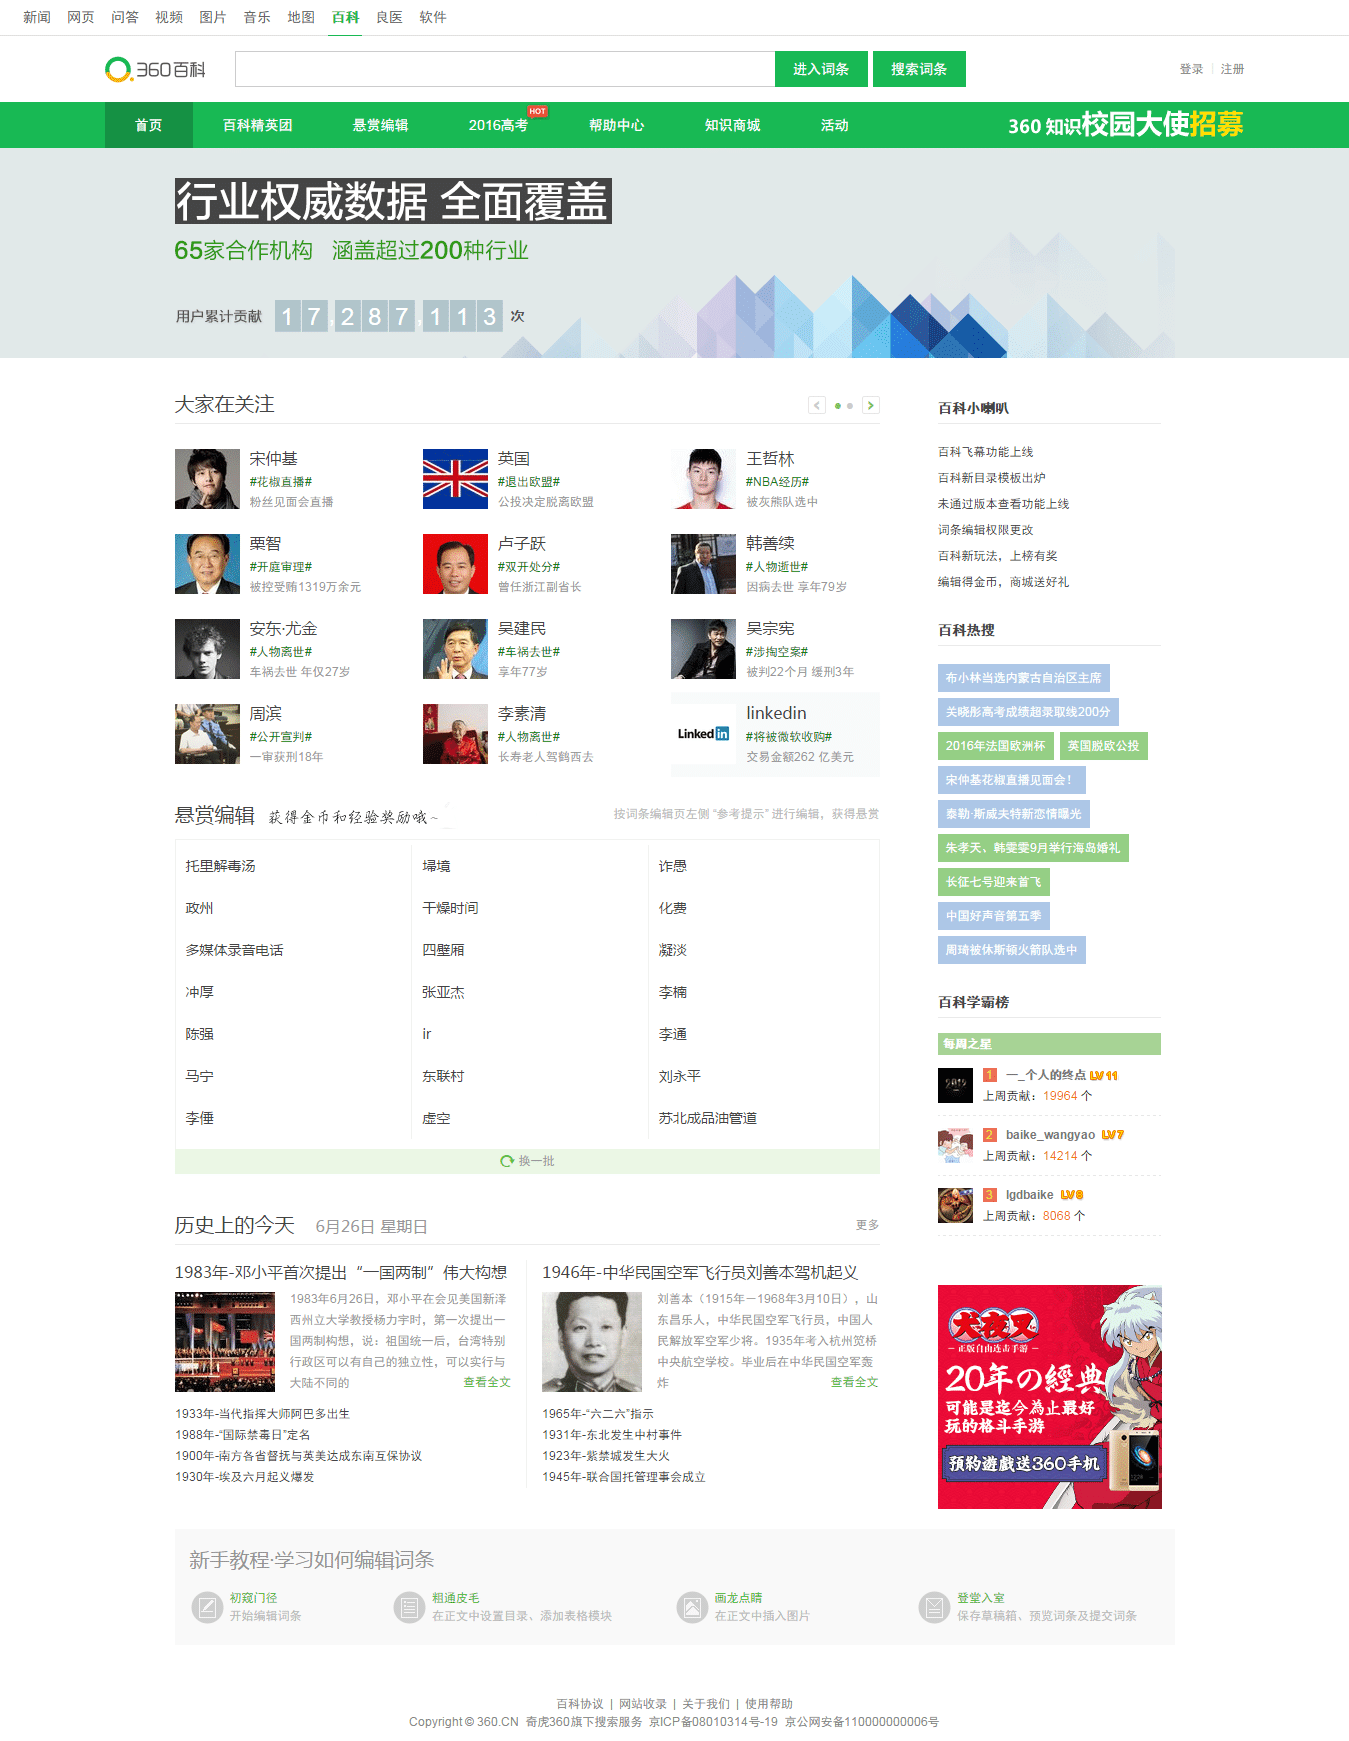 新闻 网页 问答 视频 图片 音乐 地图 百科 良医 软件
360百科 进入词条 搜索词条 登录 | 注册
首页 百科精英团 悬赏编辑 2016高考 HOT 帮助中心 知识商城 活动 360 知识校园大使招募
行业权威数据 全面覆盖
65家合作机构 涵盖超过200种行业
用户累计贡献 17,287,113 次
大家在关注
宋仲基
#花椒直播#
粉丝见面会直播
英国
#退出欧盟#
公投决定脱离欧盟
王哲林
#NBA经历#
被灰熊队选中
栗智
#开庭审理#
被控受贿1319万余元
卢子跃
#双开处分#
曾任浙江副省长
韩善续
#人物逝世#
因病去世 享年79岁
安东·尤金
#人物离世#
车祸去世 年仅27岁
吴建民
#车祸去世#
享年77岁
吴宗宪
#涉掏空案#
被判22个月 缓刑3年
周滨
#公开宣判#
一审获刑18年
李素清
#人物离世#
长寿老人驾鹤西去
Linked in
linkedin
#将被微软收购#
交易金额262 亿美元
悬赏编辑 获得金币和经验奖励哦~ 按词条编辑页左侧 “参考提示” 进行编辑，获得悬赏
托里解毒汤 埽境 诈愚
政州 干燥时间 化费
多媒体录音电话 四壁厢 凝淡
冲厚 张亚杰 李楠
陈强 ir 李通
马宁 东联村 刘永平
李倕 虚空 苏北成品油管道
换一批
历史上的今天 6月26日 星期日 更多
1983年-邓小平首次提出“一国两制”伟大构想
1983年6月26日，邓小平在会见美国新泽
西州立大学教授杨力宇时，第一次提出一
国两制构想，说：祖国统一后，台湾特别
行政区可以有自己的独立性，可以实行与
大陆不同的 查看全文
1933年-当代指挥大师阿巴多出生
1988年-“国际禁毒日”定名
1900年-南方各省督抚与英美达成东南互保协议
1930年-埃及六月起义爆发
1946年-中华民国空军飞行员刘善本驾机起义
刘善本（1915年－1968年3月10日），山
东昌乐人，中华民国空军飞行员，中国人
民解放军空军少将。1935年考入杭州笕桥
中央航空学校。毕业后在中华民国空军轰
炸 查看全文
1965年-“六二六”指示
1931年-东北发生中村事件
1923年-紫禁城发生大火
1945年-联合国托管理事会成立
百科小喇叭
百科飞幕功能上线
百科新目录模板出炉
未通过版本查看功能上线
词条编辑权限更改
百科新玩法，上榜有奖
编辑得金币，商城送好礼
百科热搜
布小林当选内蒙古自治区主席
关晓彤高考成绩超录取线200分
2016年法国欧洲杯 英国脱欧公投
宋仲基花椒直播见面会！
泰勒·斯威夫特新恋情曝光
朱孝天、韩雯雯9月举行海岛婚礼
长征七号迎来首飞
中国好声音第五季
周琦被休斯顿火箭队选中
百科学霸榜
每周之星
2012
1 一_个人的终点 LV 11
上周贡献：19964 个
2 baike_wangyao LV 7
上周贡献：14214 个
3 lgdbaike LV 8
上周贡献：8068 个
犬夜叉
正版自由连击手游
20年の經典
可能是迄今為止最好
玩的格斗手游
預約遊戲送360手机
新手教程·学习如何编辑词条
初窥门径
开始编辑词条
粗通皮毛
在正文中设置目录、添加表格模块
画龙点睛
在正文中插入图片
登堂入室
保存草稿箱、预览词条及提交词条
百科协议 | 网站收录 | 关于我们 | 使用帮助
Copyright © 360.CN 奇虎360旗下搜索服务 京ICP备08010314号-19 京公网安备110000000006号